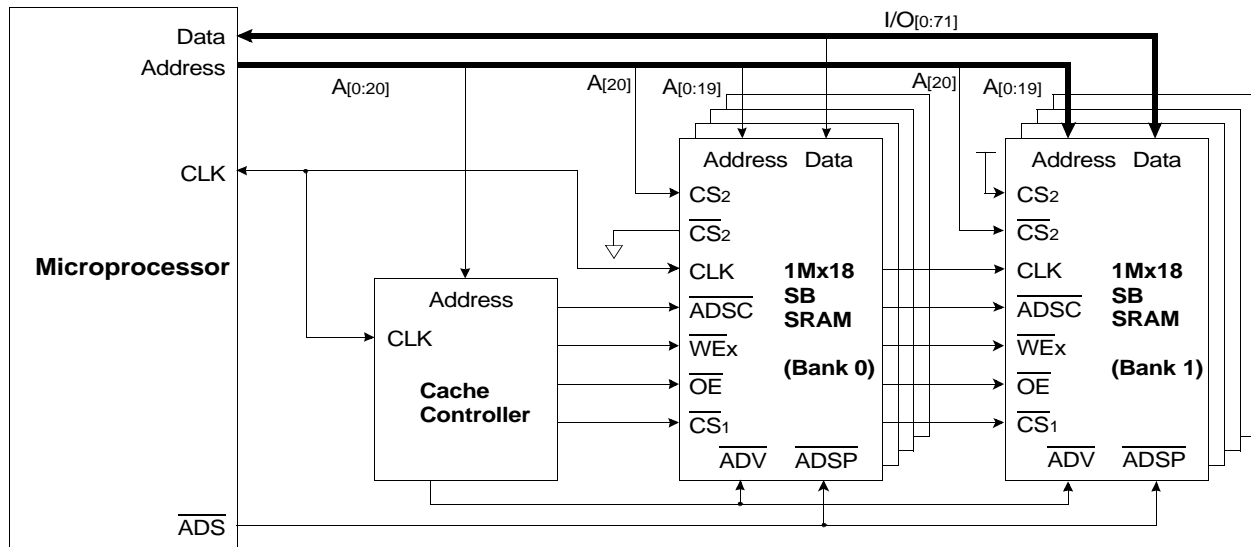 I/O[0:71]
Data
Address
A[0:20]
A[20]
A[0:19]
A[20]
A[0:19]
CLK
Microprocessor
ADS
Address
CLK
Cache
Controller
Address Data
CS2
CS2
CLK
ADSC
WEx
OE
CS1
ADV ADSP
1Mx18
SB
SRAM
(Bank 0)
Address Data
CS2
CS2
CLK
ADSC
WEx
OE
CS1
ADV ADSP
1Mx18
SB
SRAM
(Bank 1)